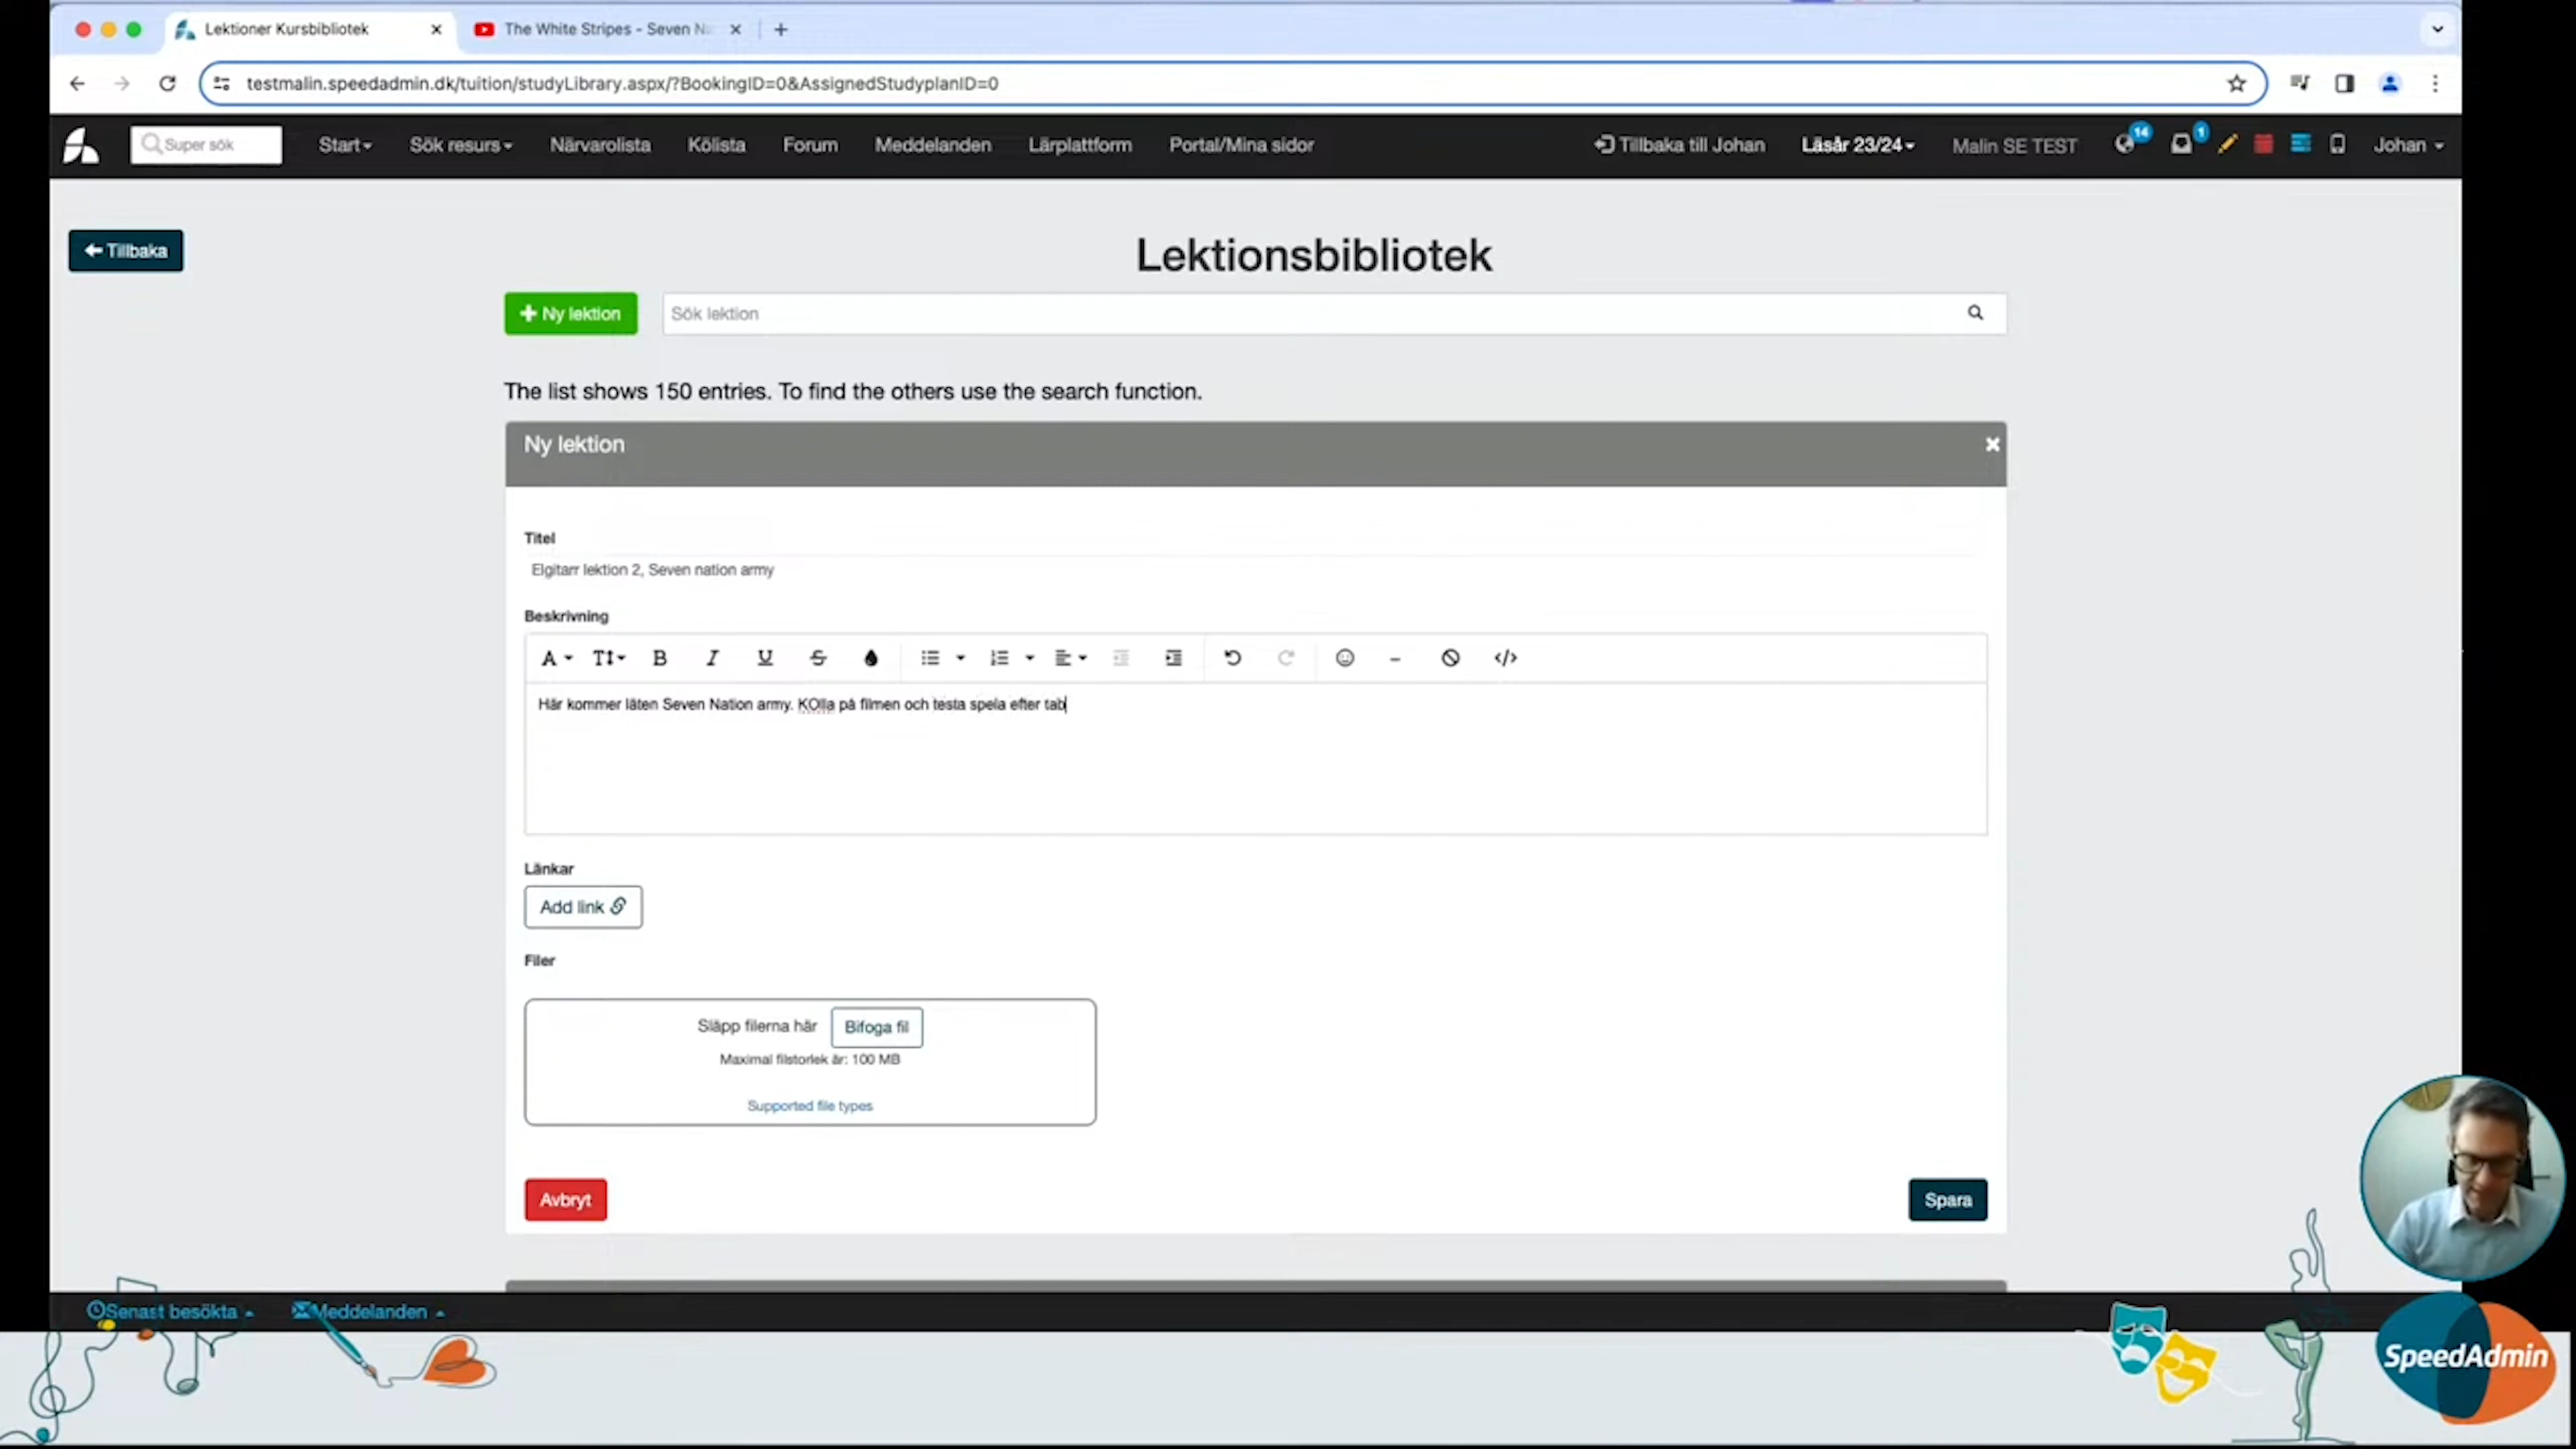 Lektioner Kursbibliotek
The White Stripes - Seven Na
testmalin.speedadmin.dk/tuition/studyLibrary.aspx/?BookingID=0&AssignedStudyplanID=0
Super sök
Start
Sök resurs
Närvarolista
Kölista
Forum
Meddelanden
Lärplattform
Portal/Mina sidor
Tillbaka till Johan
Läsår 23/24
Malin SE TEST
14
1
Johan
Tillbaka
Lektionsbibliotek
Ny lektion
Sök lektion
The list shows 150 entries. To find the others use the search function.
Ny lektion
Titel
Elgitarr lektion 2, Seven nation army
Beskrivning
Här kommer låten Seven Nation army. KOlla på filmen och testa spela efter tab
Länkar
Add link
Filer
Släpp filerna här
Bifoga fil
Maximal filstorlek är: 100 MB
Supported file types
Avbryt
Spara
Senast besökta
Meddelanden
SpeedAdmin